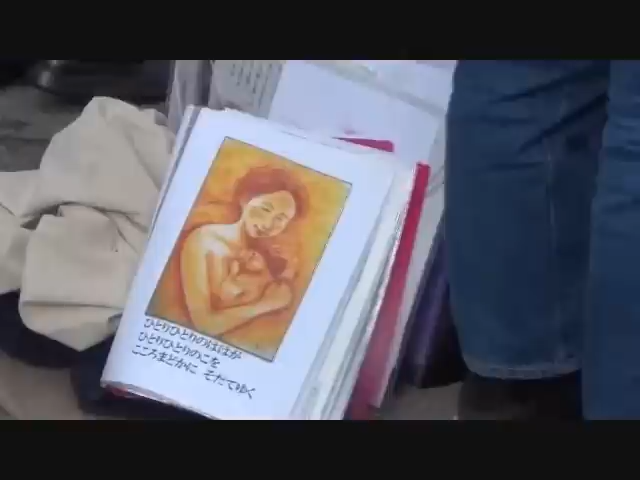 ひとりひとりのははが
ひとりひとりのこを
こころまどかに そだてゆく